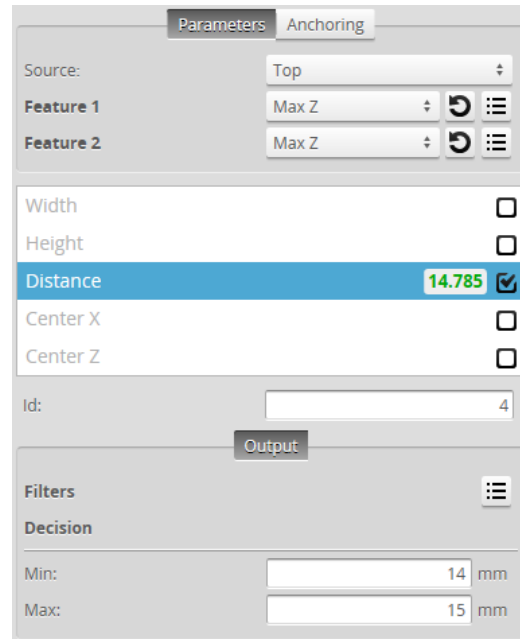 Parameters Anchoring
Source: Top
Feature 1 Max Z
Feature 2 Max Z
Width
Height
Distance 14.785
Center X
Center Z
Id: 4
Output
Filters
Decision
Min: 14 mm
Max: 15 mm